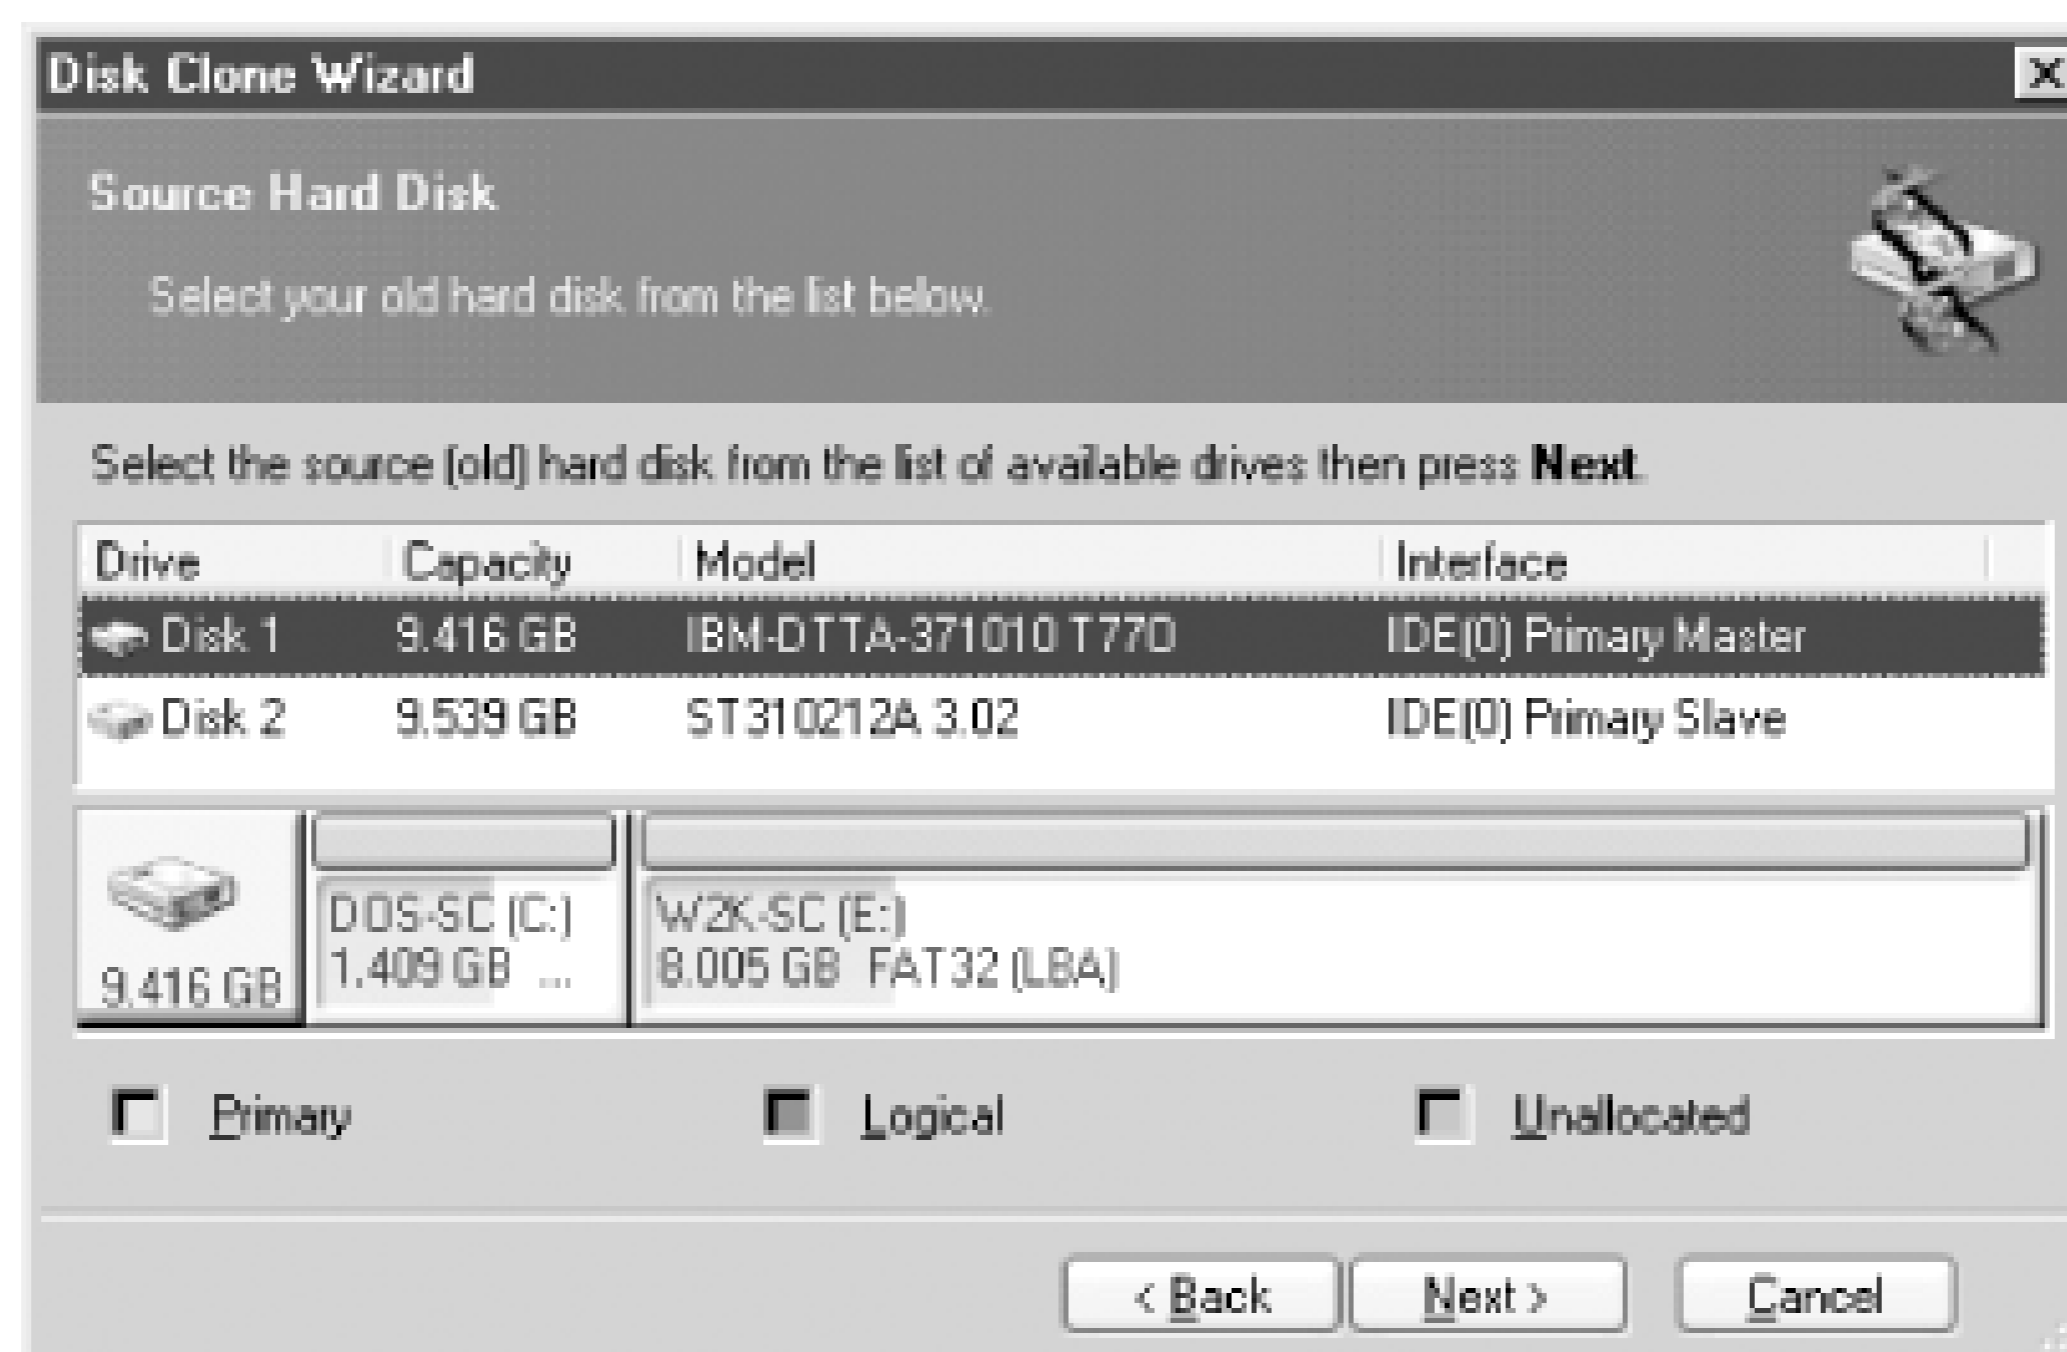 Disk Clone Wizard
Source Hard Disk
Select your old hard disk from the list below.
Select the source (old) hard disk from the list of available drives then press Next.
Drive Capacity Model Interface
Disk 1 9.416 GB IBM-DTTA-371010 T77O IDE(0) Primary Master
Disk 2 9.539 GB ST310212A 3.02 IDE(0) Primary Slave
9.416 GB
DOS-SC (C:)
1.409 GB ...
W2K-SC (E:)
8.005 GB FAT32 (LBA)
Primary Logical Unallocated
< Back Next > Cancel